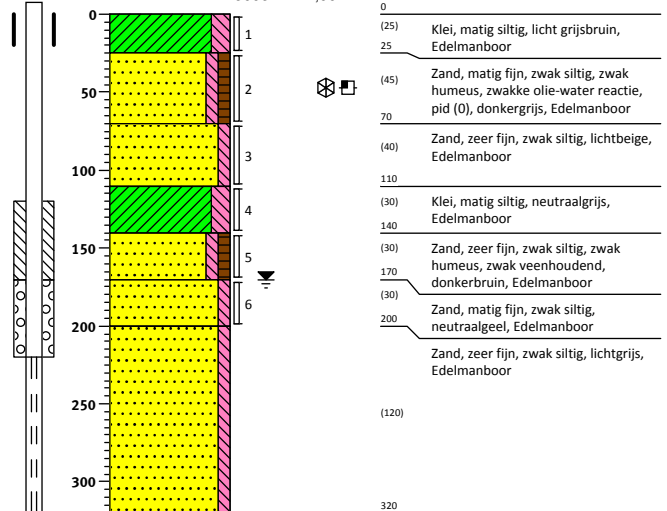 0
50
100
150
200
250
300
1
2
3
4
5
6
0
(25)
Klei, matig siltig, licht grijsbruin,
Edelmanboor
25
(45)
Zand, matig fijn, zwak siltig, zwak
humeus, zwakke olie-water reactie,
pid (0), donkergrijs, Edelmanboor
70
(40)
Zand, zeer fijn, zwak siltig, lichtbeige,
Edelmanboor
110
(30)
Klei, matig siltig, neutraalgrijs,
Edelmanboor
140
(30)
Zand, zeer fijn, zwak siltig, zwak
humeus, zwak veenhoudend,
donkerbruin, Edelmanboor
170
(30)
Zand, matig fijn, zwak siltig,
neutraalgeel, Edelmanboor
200
Zand, zeer fijn, zwak siltig, lichtgrijs,
Edelmanboor
(120)
320